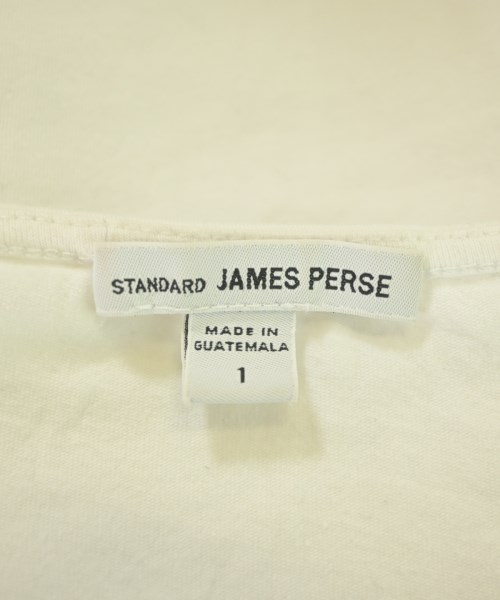 STANDARD JAMES PERSE
MADE IN
GUATEMALA
1